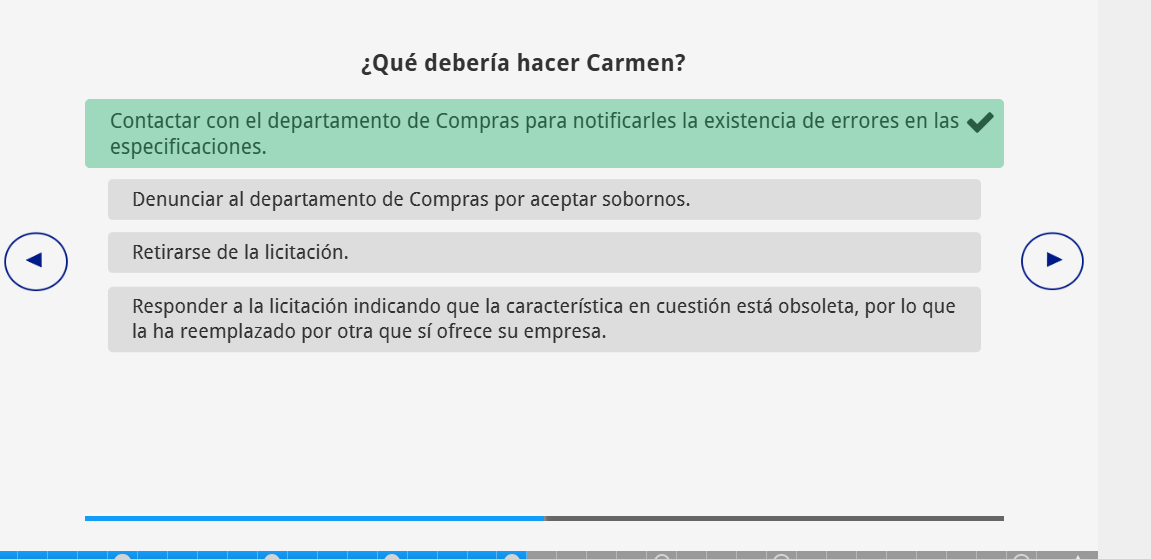 ¿Qué debería hacer Carmen?
Contactar con el departamento de Compras para notificarles la existencia de errores en las
especificaciones.
Denunciar al departamento de Compras por aceptar sobornos.
Retirarse de la licitación.
Responder a la licitación indicando que la característica en cuestión está obsoleta, por lo que
la ha reemplazado por otra que sí ofrece su empresa.